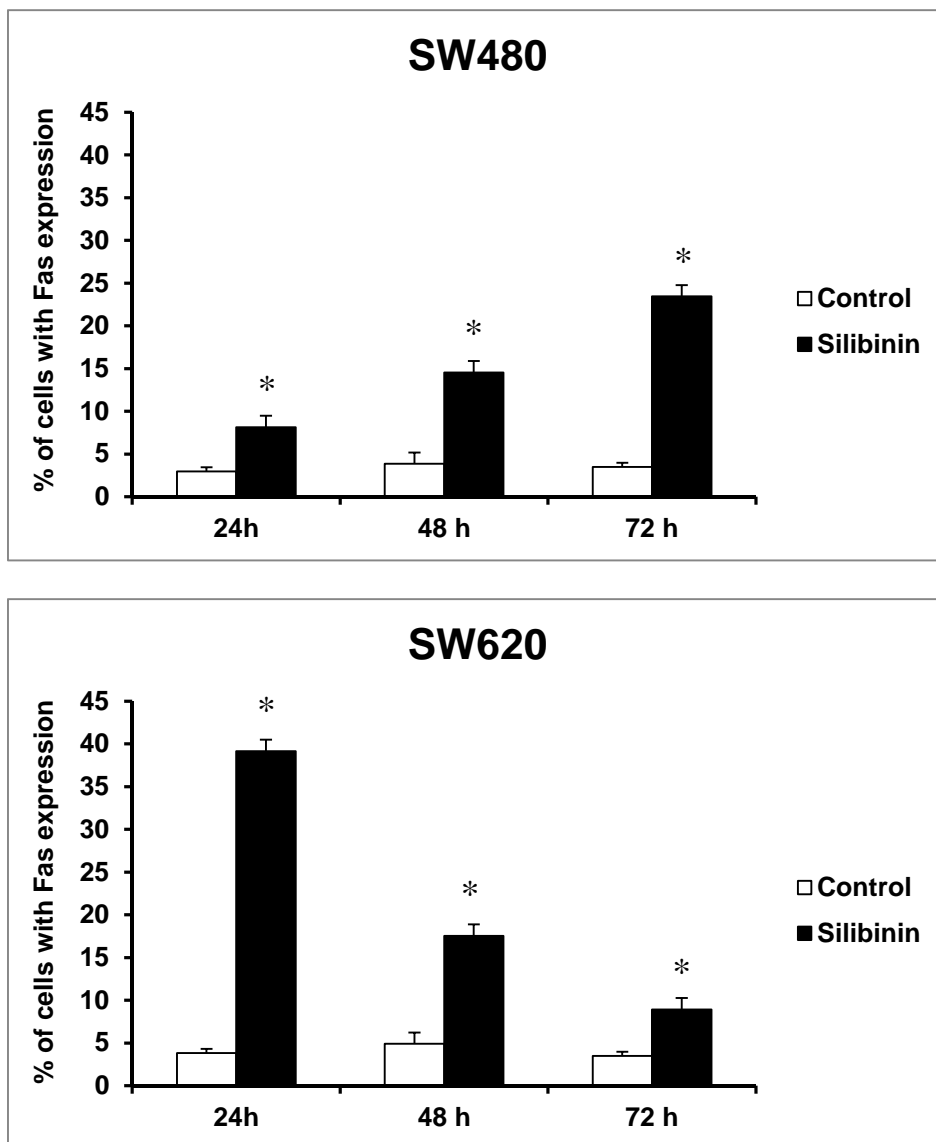 SW480
% of cells with Fas expression
45
40
35
30
25
20
15
10
5
0
*
*
*
24h
48 h
72 h
Control
Silibinin
SW620
% of cells with Fas expression
45
40
35
30
25
20
15
10
5
0
*
*
*
24h
48 h
72 h
Control
Silibinin